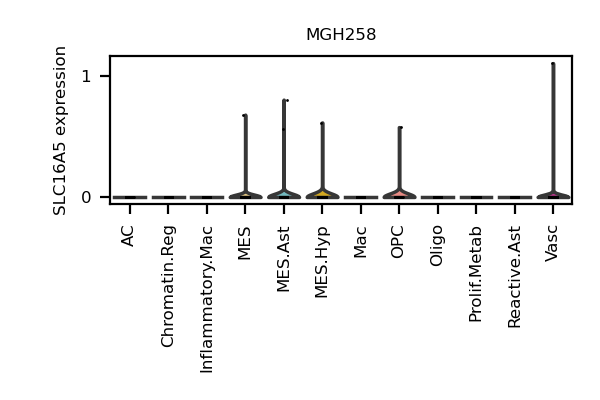 MGH258
SLC16A5 expression
1
0
AC
Chromatin.Reg
Inflammatory.Mac
MES
MES.Ast
MES.Hyp
Mac
OPC
Oligo
Prolif.Metab
Reactive.Ast
Vasc